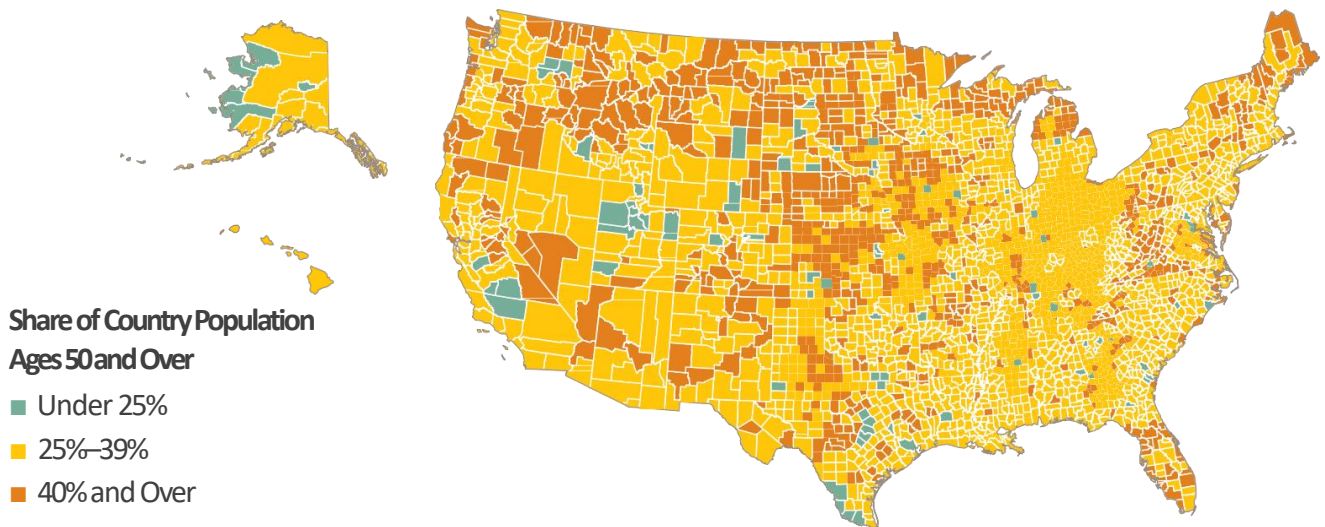 Share of Country Population
Ages 50 and Over
Under 25%
25%–39%
40% and Over